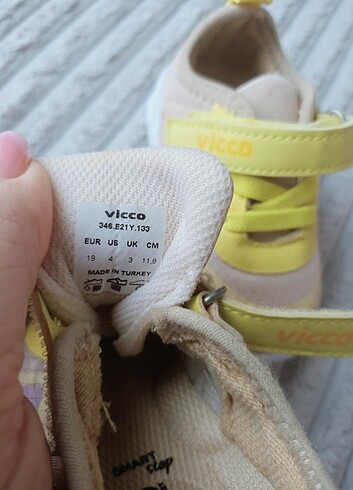 vicco
vicco
346.E21Y.133
EUR US UK CM
19 4 3 11,8
MADE IN TURKEY
vicco
SMART
step